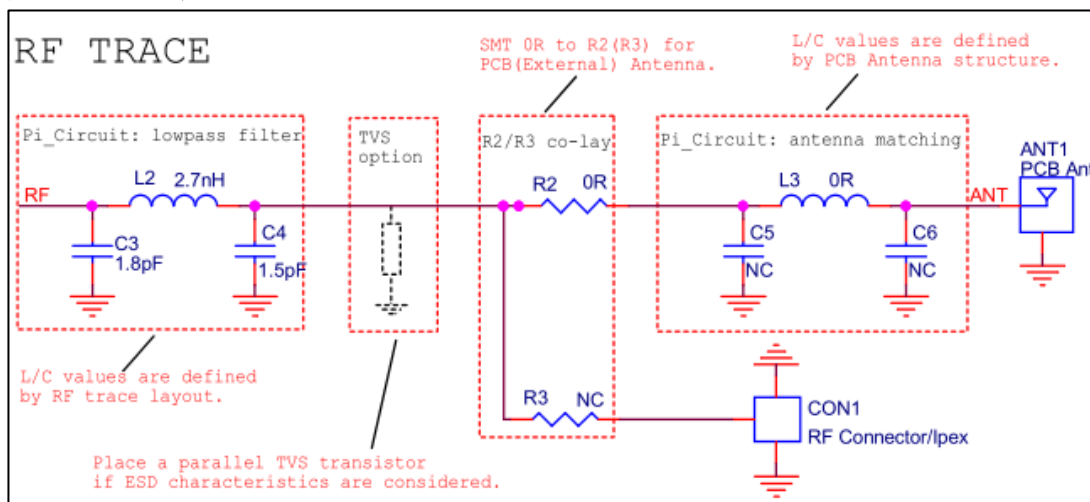 RF TRACE
SMT 0R to R2(R3) for
PCB(External) Antenna.
L/C values are defined
by PCB Antenna structure.
Pi_Circuit: lowpass filter
TVS
option
R2/R3 co-lay
Pi_Circuit: antenna matching
ANT1
PCB Ant
RF
L2 2.7nH
R2 0R
L3 0R
ANT
C3
1.8pF
C4
1.5pF
C5
NC
C6
NC
L/C values are defined
by RF trace layout.
R3 NC
CON1
RF Connector/Ipex
Place a parallel TVS transistor
if ESD characteristics are considered.